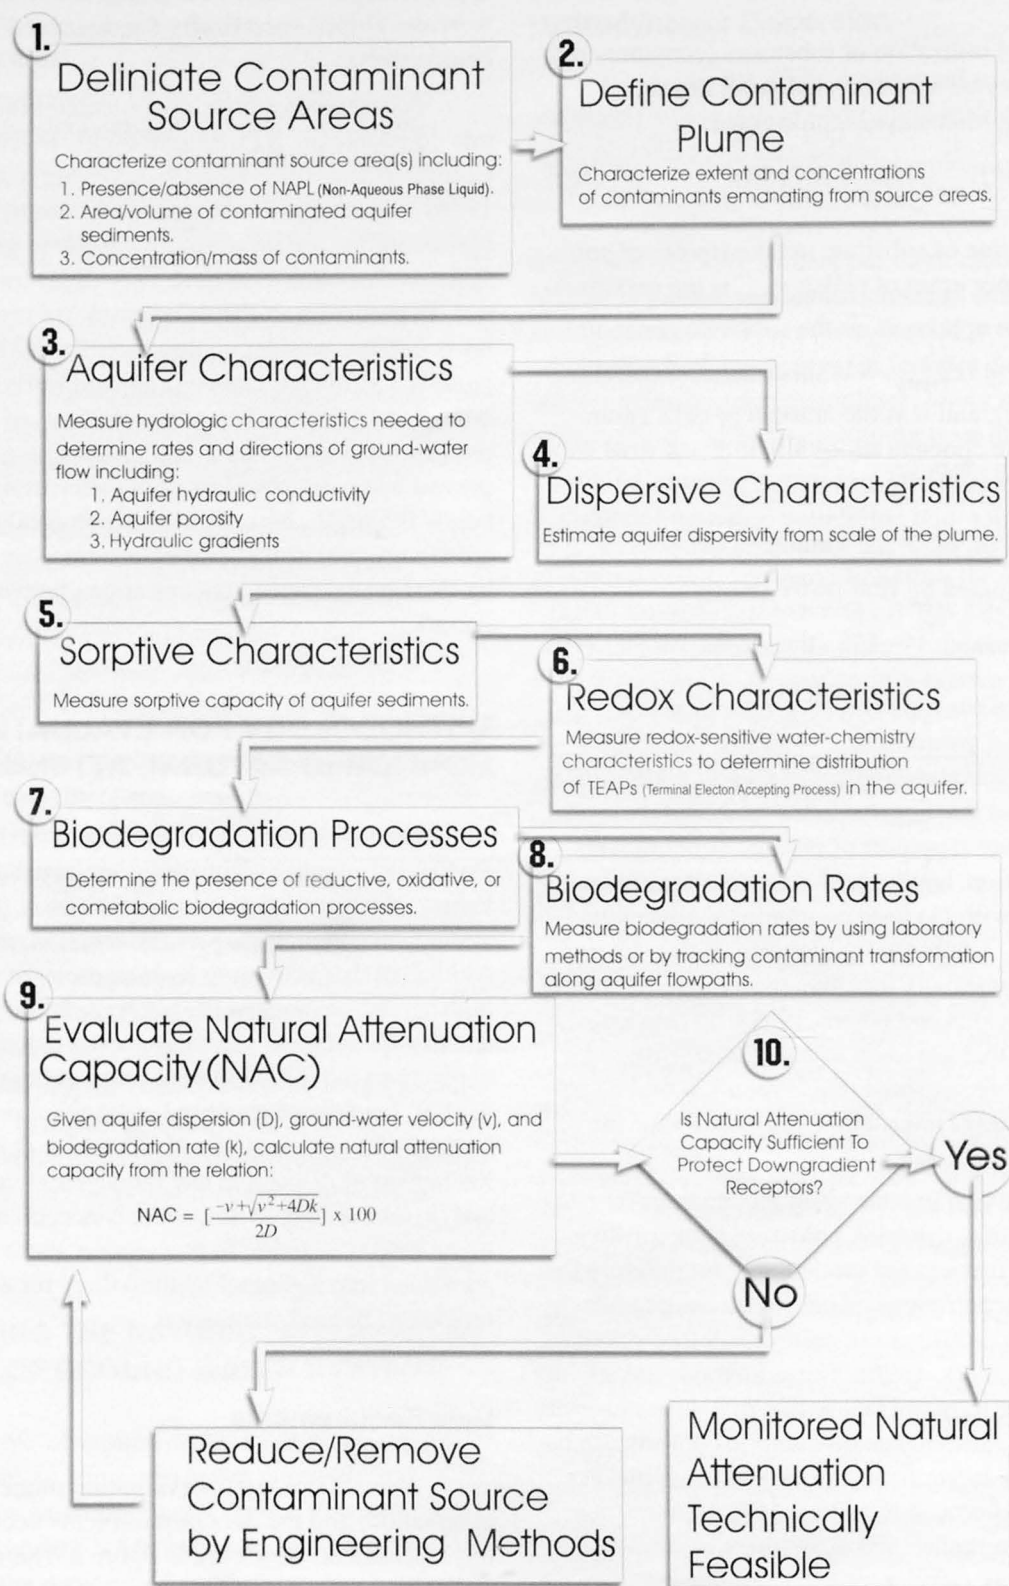 1.
Deliniate Contaminant
Source Areas
Characterize contaminant source area(s) including:
1. Presence/absence of NAPL (Non-Aqueous Phase Liquid).
2. Area/volume of contaminated aquifer
sediments.
3. Concentration/mass of contaminants.
2.
Define Contaminant
Plume
Characterize extent and concentrations
of contaminants emanating from source areas.
3.
Aquifer Characteristics
Measure hydrologic characteristics needed to
determine rates and directions of ground-water
flow including:
1. Aquifer hydraulic conductivity
2. Aquifer porosity
3. Hydraulic gradients
4.
Dispersive Characteristics
Estimate aquifer dispersivity from scale of the plume.
5.
Sorptive Characteristics
Measure sorptive capacity of aquifer sediments.
6.
Redox Characteristics
Measure redox-sensitive water-chemistry
characteristics to determine distribution
of TEAPs (Terminal Electon Accepting Process) in the aquifer.
7.
Biodegradation Processes
Determine the presence of reductive, oxidative, or
cometabolic biodegradation processes.
8.
Biodegradation Rates
Measure biodegradation rates by using laboratory
methods or by tracking contaminant transformation
along aquifer flowpaths.
9.
Evaluate Natural Attenuation
Capacity (NAC)
Given aquifer dispersion (D), ground-water velocity (v), and
biodegradation rate (k), calculate natural attenuation
capacity from the relation:
NAC = [(-v+√(v²+4Dk))/2D] x 100
10.
Is Natural Attenuation
Capacity Sufficient To
Protect Downgradient
Receptors?
Yes
No
Reduce/Remove
Contaminant Source
by Engineering Methods
Monitored Natural
Attenuation
Technically
Feasible